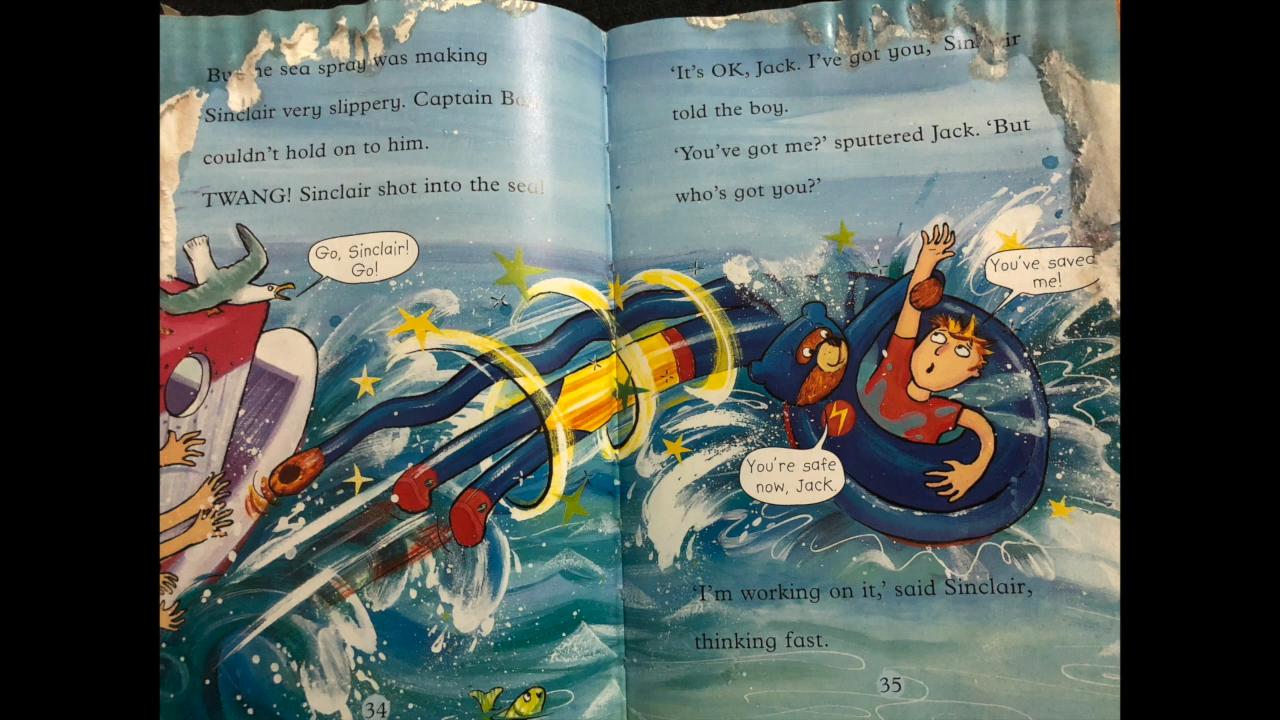 the sea spray was making
Sinclair very slippery. Captain
couldn't hold on to him.
TWANG! Sinclair shot into the sea!
Go, Sinclair!
Go!
34
'It's OK, Jack. I've got you,' Sinclair
told the boy.
'You've got me?' sputtered Jack. 'But
who's got you?'
You've saved
me!
You're safe
now, Jack.
'I'm working on it,' said Sinclair,
thinking fast.
35